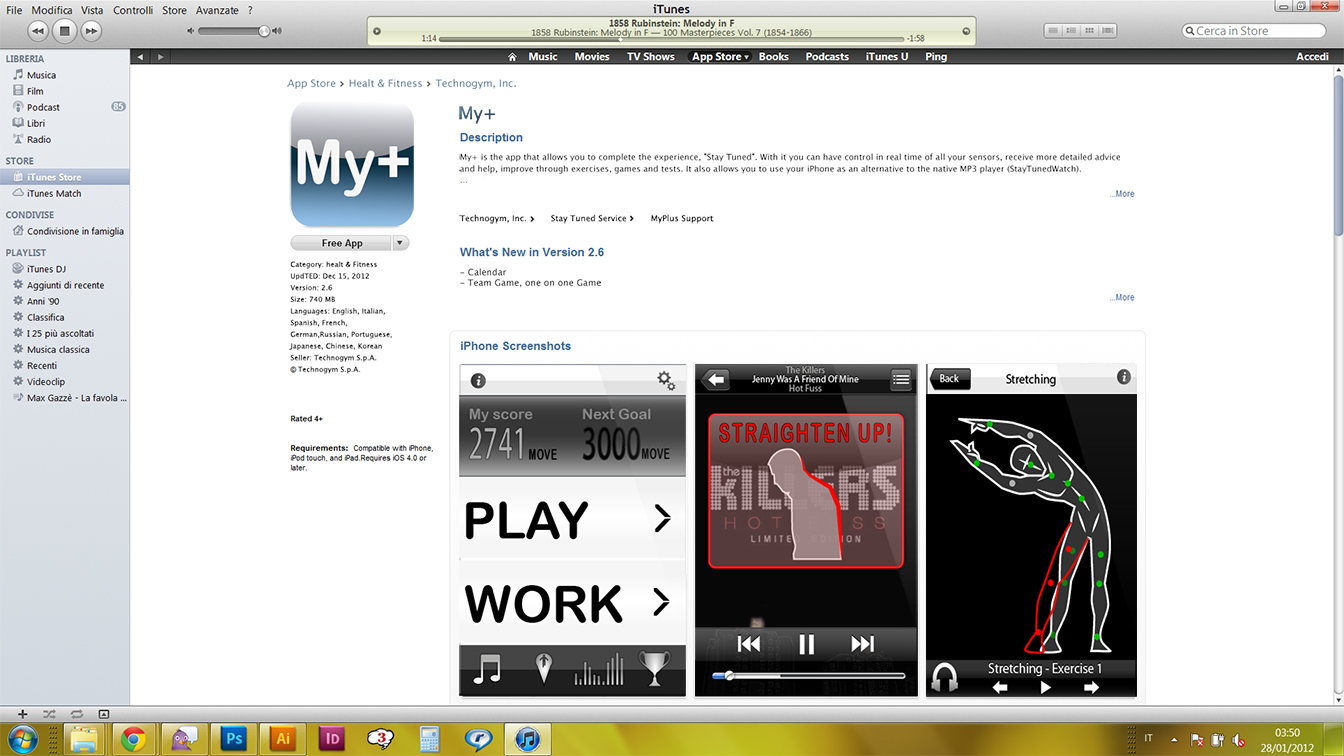 File Modifica Vista Controlli Store Avanzate ?
iTunes
1858 Rubinstein: Melody in F
1858 Rubinstein: Melody in F — 100 Masterpieces Vol. 7 (1854-1866)
1:14
-1:58
Cerca in Store
Music Movies TV Shows App Store Books Podcasts iTunes U Ping
Accedi
LIBRERIA
Musica
Film
Podcast 85
Libri
Radio
STORE
iTunes Store
iTunes Match
CONDIVISE
Condivisione in famiglia
PLAYLIST
iTunes DJ
Aggiunti di recente
Anni '90
Classifica
I 25 più ascoltati
Musica classica
Recenti
Videoclip
Max Gazzè - La favola ...
App Store > Healt & Fitness > Technogym, Inc.
My+
Free App
Category: healt & Fitness
UpdTED: Dec 15, 2012
Version: 2.6
Size: 740 MB
Languages: English, Italian,
Spanish, French,
German,Russian, Portuguese,
Japanese, Chinese, Korean
Seller: Technogym S.p.A.
© Technogym S.p.A.
Rated 4+
Requirements: Compatible with iPhone,
iPod touch, and iPad.Requires iOS 4.0 or
later.
My+
Description
My+ is the app that allows you to complete the experience, "Stay Tuned". With it you can have control in real time of all your sensors, receive more detailed advice
and help, improve through exercises, games and tests. It also allows you to use your iPhone as an alternative to the native MP3 player (StayTunedWatch).
...
...More
Technogym, Inc. > Stay Tuned Service > MyPlus Support
What's New in Version 2.6
- Calendar
- Team Game, one on one Game
...More
iPhone Screenshots
My score Next Goal
2741 MOVE 3000 MOVE
PLAY
WORK
The Killers
Jenny Was A Friend Of Mine
Hot Fuss
STRAIGHTEN UP!
the
KILLERS
HOT FUSS
LIMITED EDITION
Back
Stretching
Stretching - Exercise 1
Ps
Ai
Id
3
IT
03:50
28/01/2012